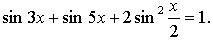 sin 3x + sin 5x + 2 sin² x/2 = 1.